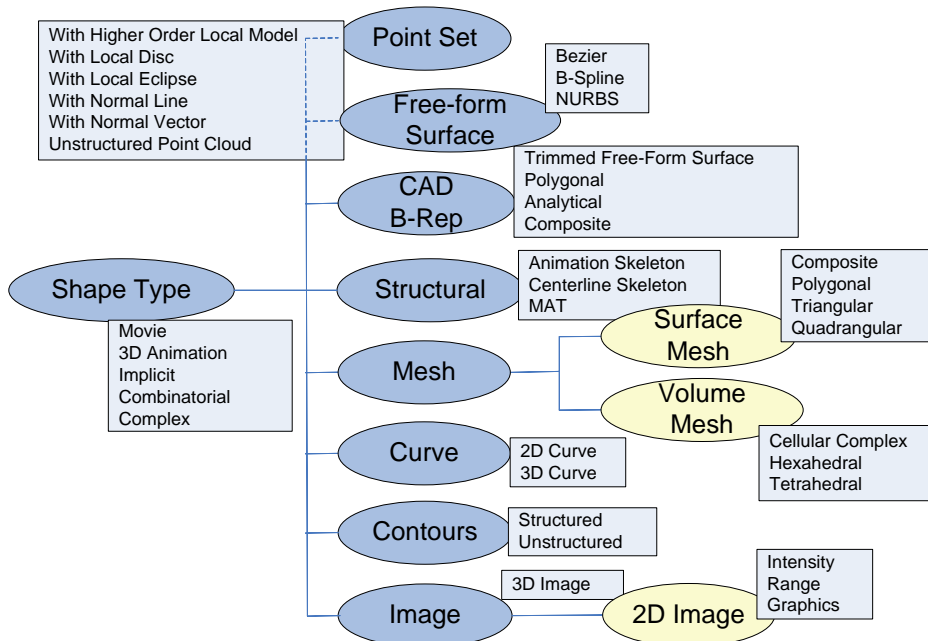 With Higher Order Local Model
With Local Disc
With Local Eclipse
With Normal Line
With Normal Vector
Unstructured Point Cloud
Point Set
Bezier
B-Spline
NURBS
Free-form
Surface
Trimmed Free-Form Surface
Polygonal
Analytical
Composite
CAD
B-Rep
Shape Type
Movie
3D Animation
Implicit
Combinatorial
Complex
Structural
Animation Skeleton
Centerline Skeleton
MAT
Composite
Polygonal
Triangular
Quadrangular
Surface
Mesh
Mesh
Volume
Mesh
Cellular Complex
Hexahedral
Tetrahedral
Curve
2D Curve
3D Curve
Contours
Structured
Unstructured
Image
3D Image
2D Image
Intensity
Range
Graphics